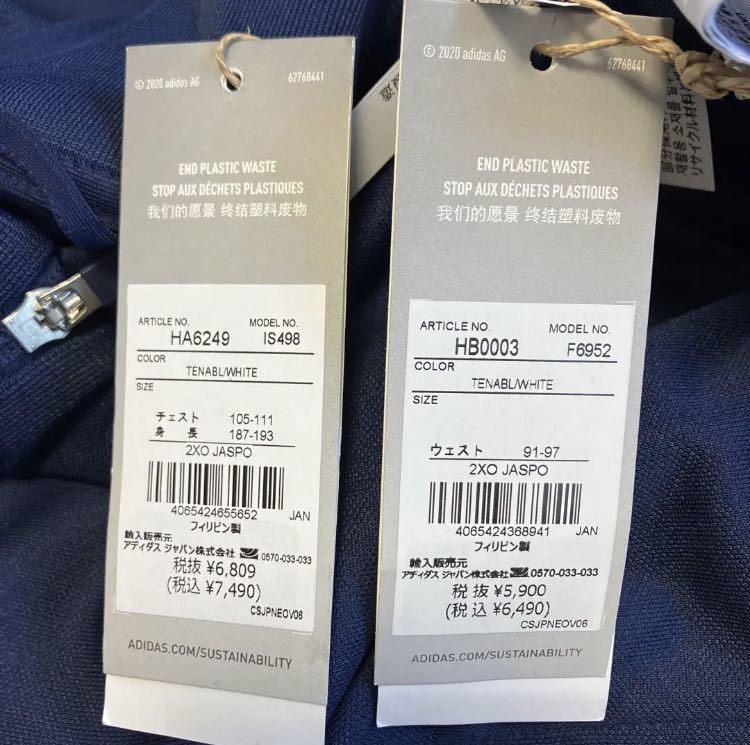 © 2020 adidas AG
62768441
END PLASTIC WASTE
STOP AUX DÉCHETS PLASTIQUES
我们的愿景 终结塑料废物
ARTICLE NO. MODEL NO.
HA6249 IS498
COLOR
TENABL/WHITE
SIZE
チェスト 105-111
身 長 187-193
2XO JASPO
4065424655652 JAN
フィリピン製
輸入販売元
アディダス ジャパン株式会社 0570-033-033
税抜 ¥6,809
(税込 ¥7,490)
CSJPNEOV06
ADIDAS.COM/SUSTAINABILITY
© 2020 adidas AG
62768441
END PLASTIC WASTE
STOP AUX DÉCHETS PLASTIQUES
我们的愿景 终结塑料废物
ARTICLE NO. MODEL NO.
HB0003 F6952
COLOR
TENABL/WHITE
SIZE
ウェスト 91-97
2XO JASPO
4065424368941 JAN
フィリピン製
輸入販売元
アディダス ジャパン株式会社 0570-033-033
税抜 ¥5,900
(税込 ¥6,490)
CSJPNEOV06
ADIDAS.COM/SUSTAINABILITY
リサイクル材料